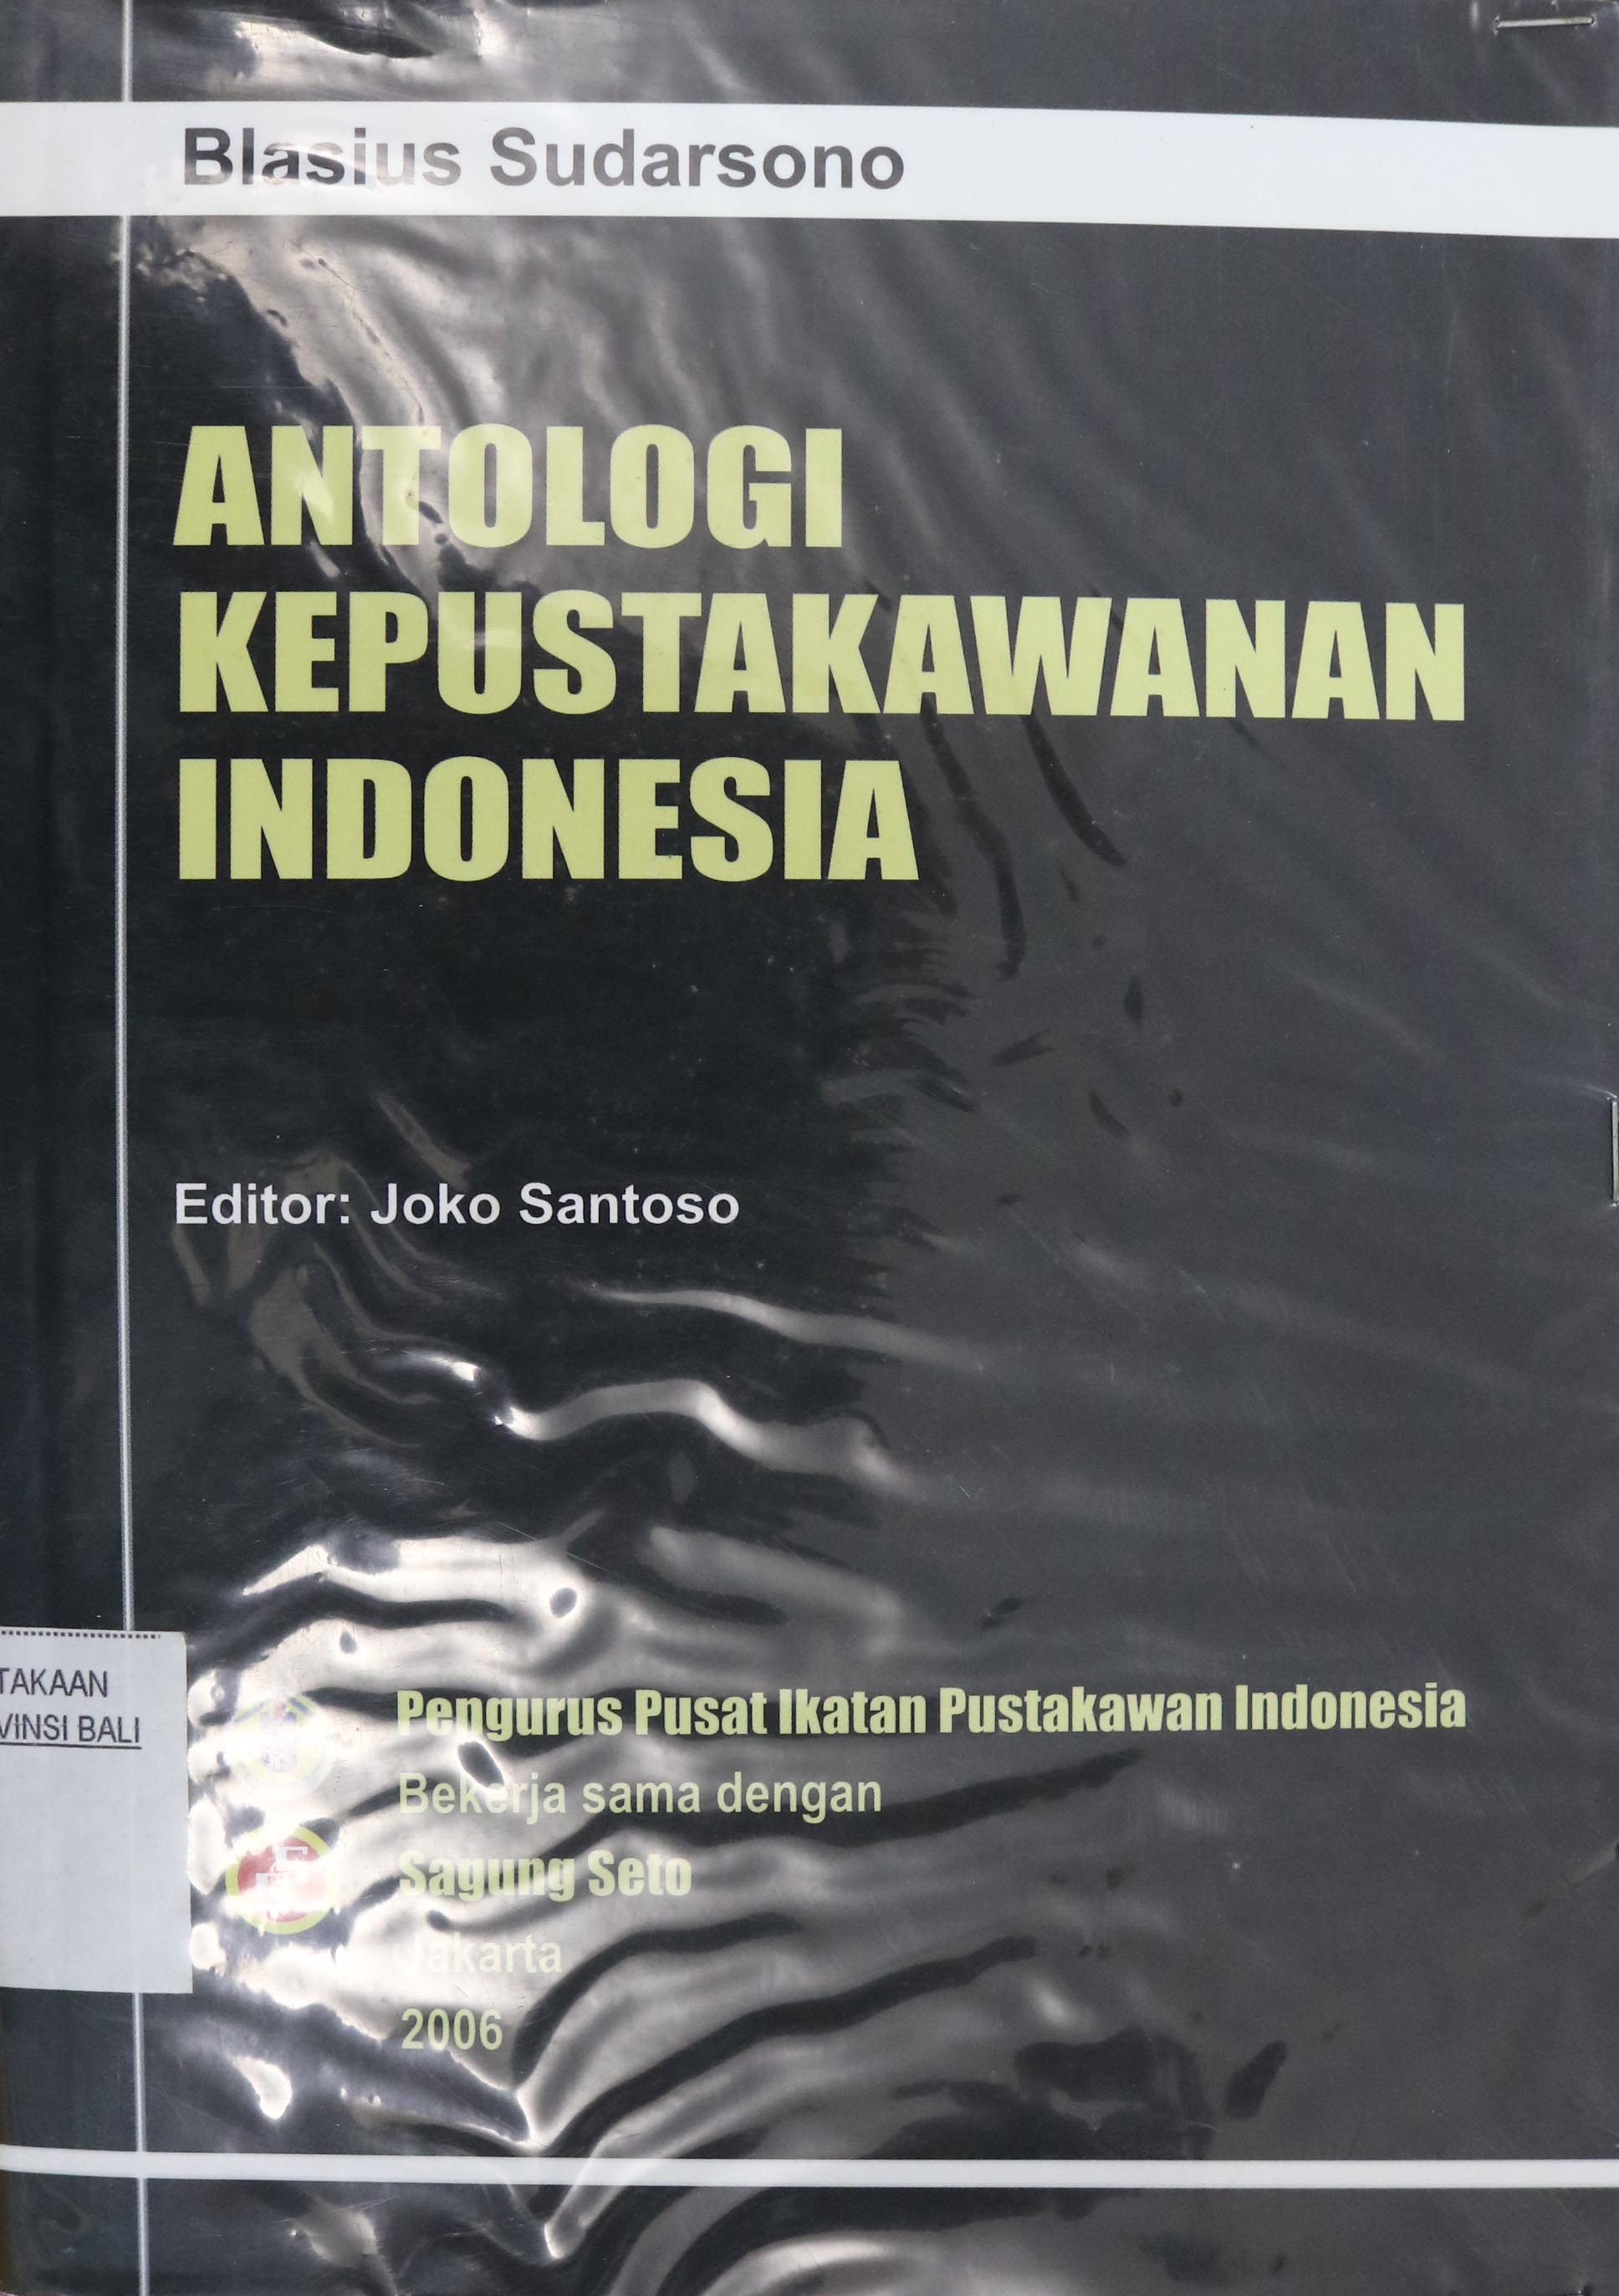 Blasius Sudarsono
ANTOLOGI
KEPUSTAKAWANAN
INDONESIA
Editor: Joko Santoso
TAKAAN
VINSI BALI
Pengurus Pusat Ikatan Pustakawan Indonesia
Bekerja sama dengan
Sagung Seto
Jakarta
2006